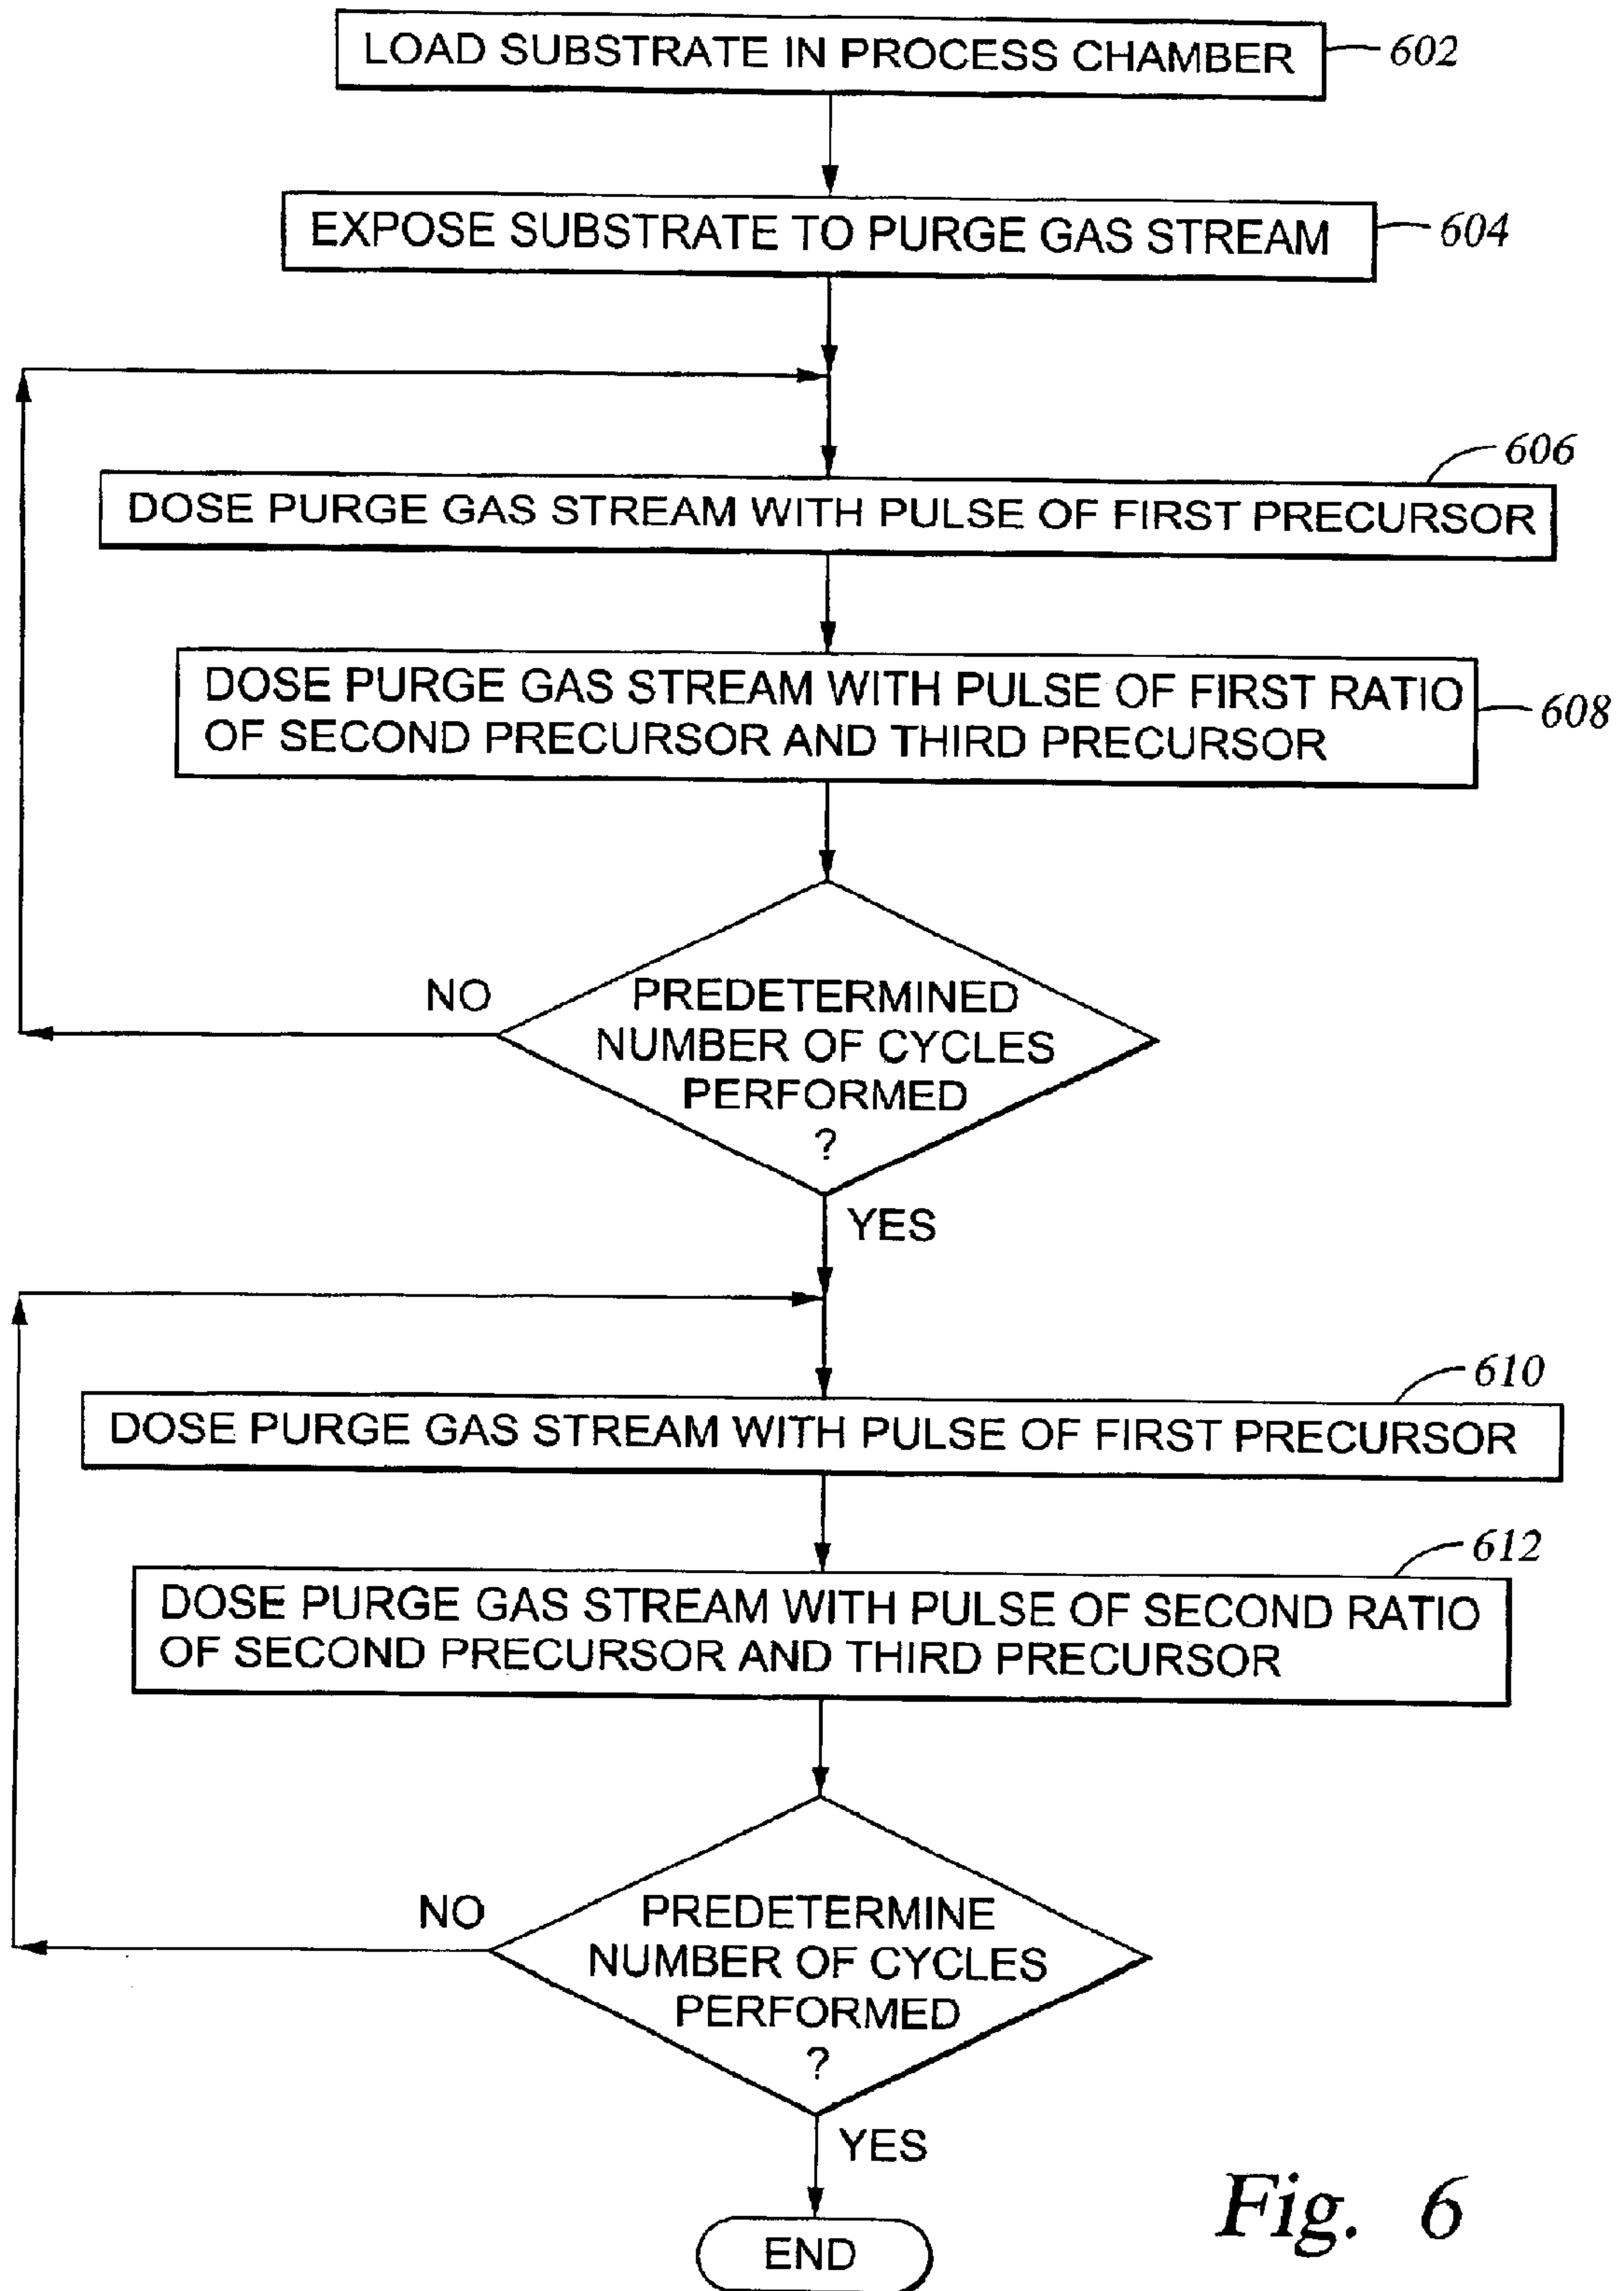 LOAD SUBSTRATE IN PROCESS CHAMBER
602
EXPOSE SUBSTRATE TO PURGE GAS STREAM
604
606
DOSE PURGE GAS STREAM WITH PULSE OF FIRST PRECURSOR
DOSE PURGE GAS STREAM WITH PULSE OF FIRST RATIO
OF SECOND PRECURSOR AND THIRD PRECURSOR
608
NO
PREDETERMINED
NUMBER OF CYCLES
PERFORMED
?
YES
610
DOSE PURGE GAS STREAM WITH PULSE OF FIRST PRECURSOR
612
DOSE PURGE GAS STREAM WITH PULSE OF SECOND RATIO
OF SECOND PRECURSOR AND THIRD PRECURSOR
NO
PREDETERMINE
NUMBER OF CYCLES
PERFORMED
?
YES
END
Fig. 6